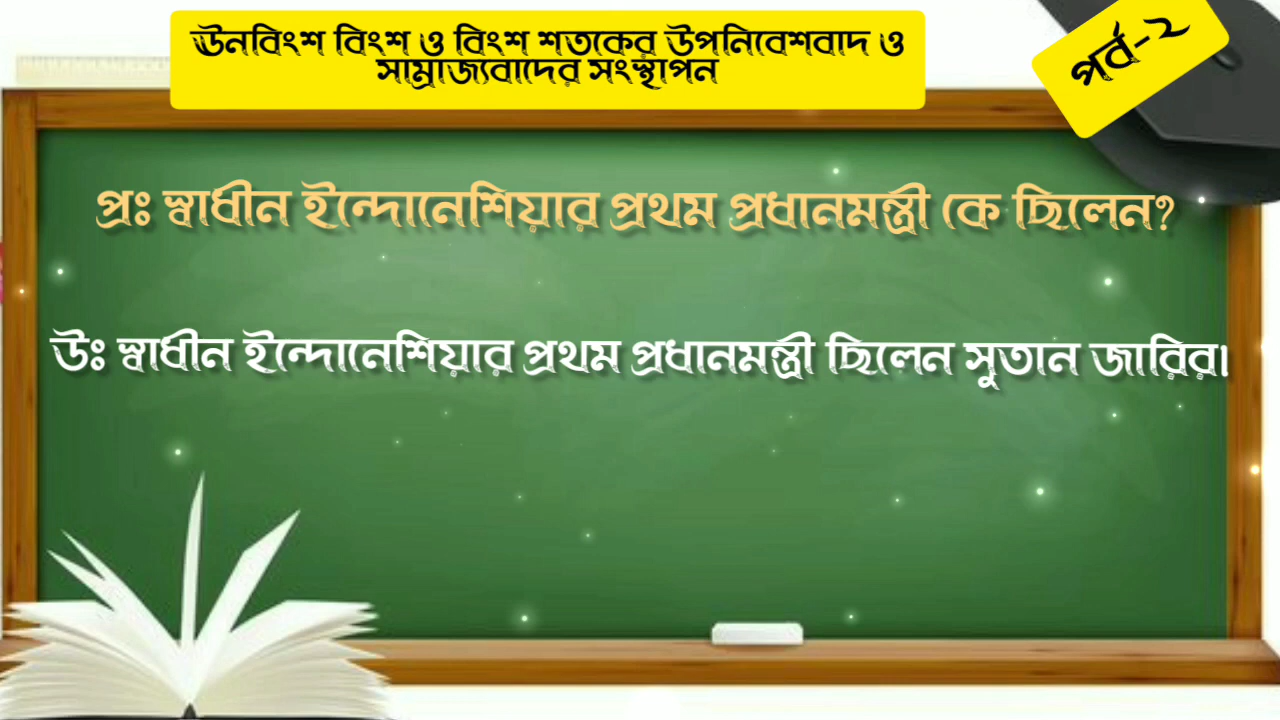 ঊনবিংশ বিংশ ও বিংশ শতকের উপনিবেশবাদ ও
সাম্রাজ্যবাদের সংস্থাপন
পর্ব-২
প্রঃ স্বাধীন ইন্দোনেশিয়ার প্রথম প্রধানমন্ত্রী কে ছিলেন?
উঃ স্বাধীন ইন্দোনেশিয়ার প্রথম প্রধানমন্ত্রী ছিলেন সুতান জারির।